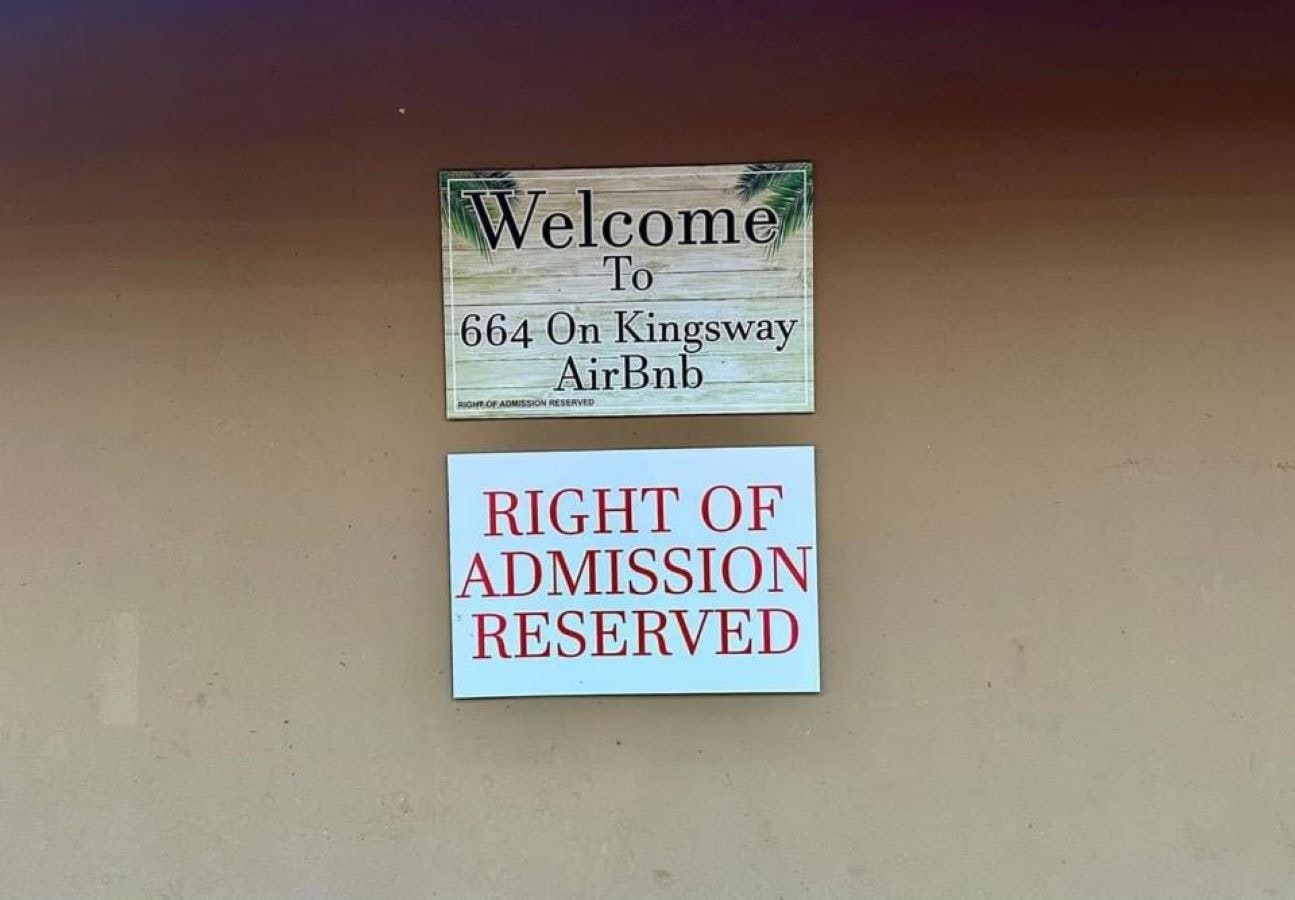 Welcome
To
664 On Kingsway
AirBnb
RIGHT OF ADMISSION RESERVED
RIGHT OF
ADMISSION
RESERVED